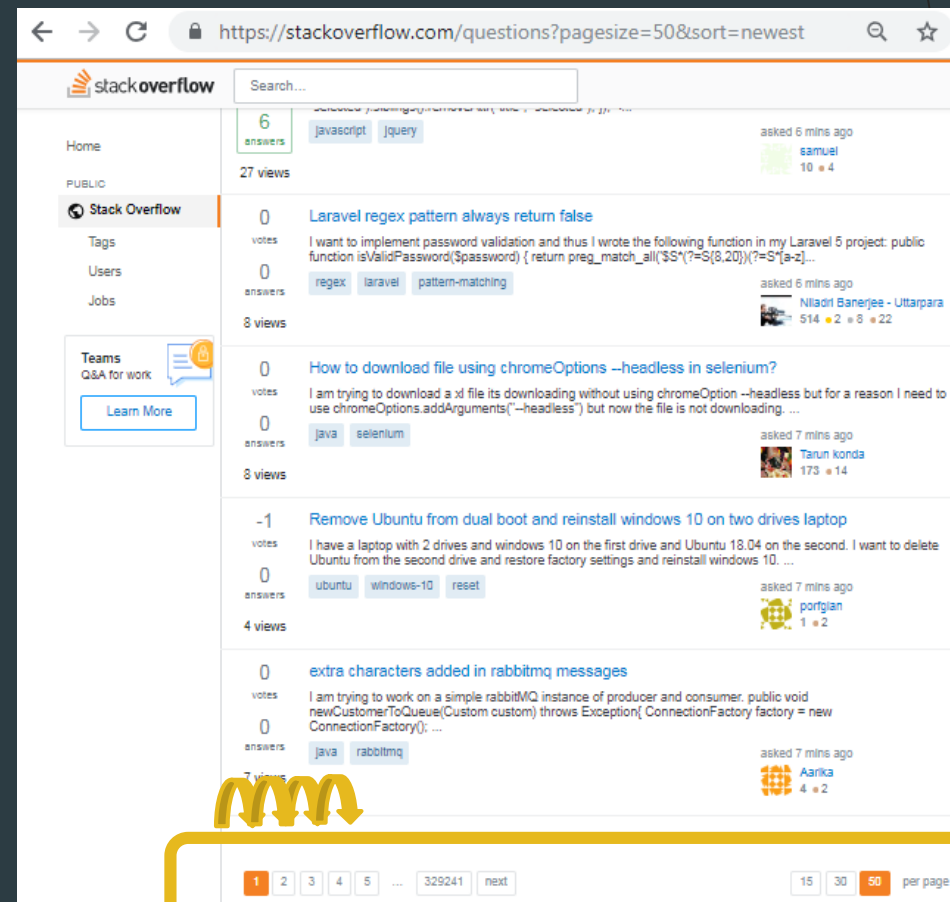 https://stackoverflow.com/questions?pagesize=50&sort=newest
stackoverflow
Search...
Home
PUBLIC
Stack Overflow
Tags
Users
Jobs
Teams
Q&A for work
Learn More
6
answers
27 views
javascript jquery
asked 6 mins ago
samuel
10 4
0
votes
0
answers
8 views
Laravel regex pattern always return false
I want to implement password validation and thus I wrote the following function in my Laravel 5 project: public
function isValidPassword($password) { return preg_match_all('$S*(?=S{8,20})(?=S*[a-z]...
regex laravel pattern-matching
asked 6 mins ago
Niladri Banerjee - Uttarpara
514 2 8 22
0
votes
0
answers
8 views
How to download file using chromeOptions --headless in selenium?
I am trying to download a xl file its downloading without using chromeOption --headless but for a reason I need to
use chromeOptions.addArguments("--headless") but now the file is not downloading. ...
java selenium
asked 7 mins ago
Tarun konda
173 14
-1
votes
0
answers
4 views
Remove Ubuntu from dual boot and reinstall windows 10 on two drives laptop
I have a laptop with 2 drives and windows 10 on the first drive and Ubuntu 18.04 on the second. I want to delete
Ubuntu from the second drive and restore factory settings and reinstall windows 10. ...
ubuntu windows-10 reset
asked 7 mins ago
porfgian
1 2
0
votes
0
answers
7 views
extra characters added in rabbitmq messages
I am trying to work on a simple rabbitMQ instance of producer and consumer. public void
newCustomerToQueue(Custom custom) throws Exception{ ConnectionFactory factory = new
ConnectionFactory(); ...
java rabbitmq
asked 7 mins ago
Aarika
4 2
1 2 3 4 5 ... 329241 next
15 30 50 per page